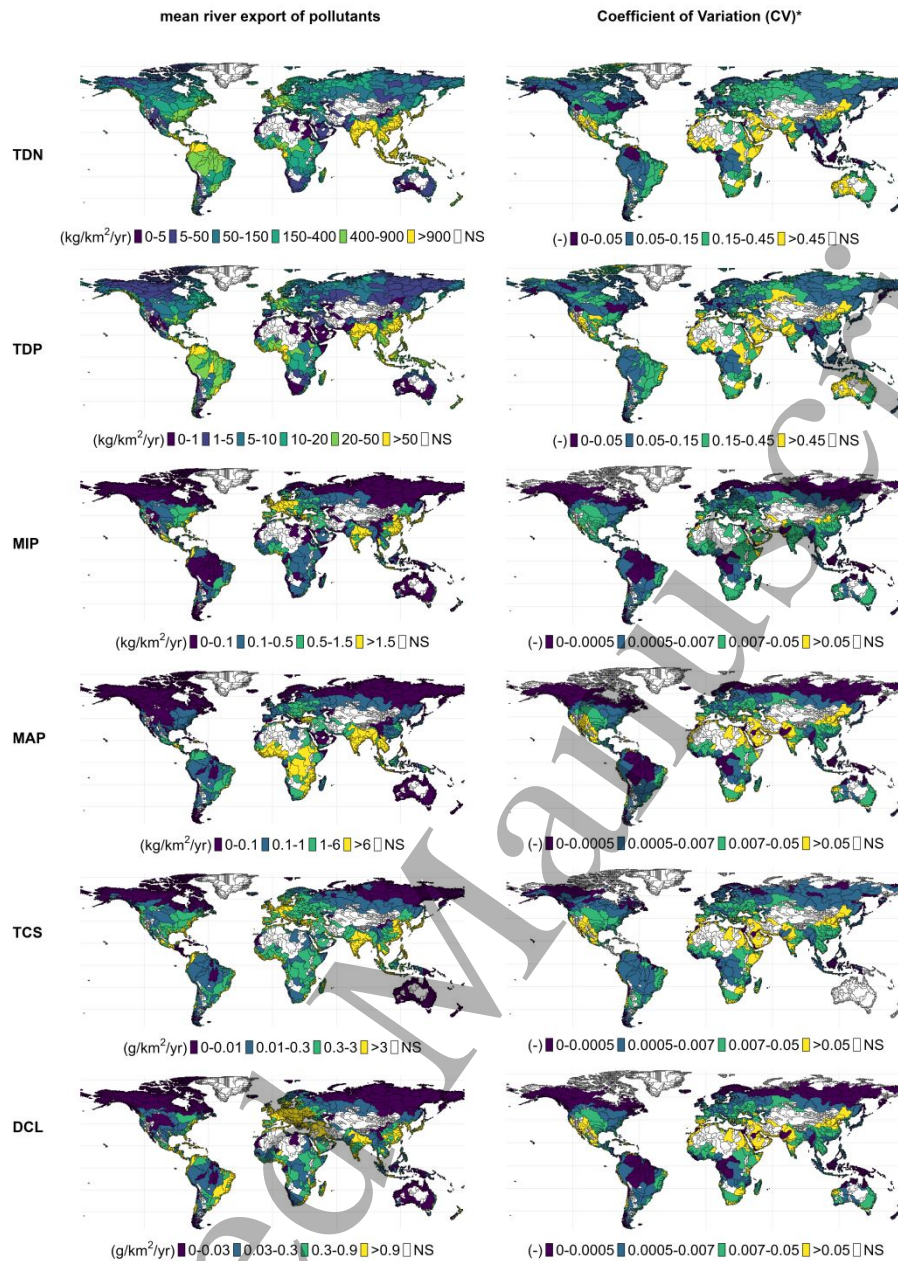 mean river export of pollutants Coefficient of Variation (CV)*
TDN
(kg/km²/yr) 0-5 5-50 50-150 150-400 400-900 >900 NS (-) 0-0.05 0.05-0.15 0.15-0.45 >0.45 NS
TDP
(kg/km²/yr) 0-1 1-5 5-10 10-20 20-50 >50 NS (-) 0-0.05 0.05-0.15 0.15-0.45 >0.45 NS
MIP
(kg/km²/yr) 0-0.1 0.1-0.5 0.5-1.5 >1.5 NS (-) 0-0.0005 0.0005-0.007 0.007-0.05 >0.05 NS
MAP
(kg/km²/yr) 0-0.1 0.1-1 1-6 >6 NS (-) 0-0.0005 0.0005-0.007 0.007-0.05 >0.05 NS
TCS
(g/km²/yr) 0-0.01 0.01-0.3 0.3-3 >3 NS (-) 0-0.0005 0.0005-0.007 0.007-0.05 >0.05 NS
DCL
(g/km²/yr) 0-0.03 0.03-0.3 0.3-0.9 >0.9 NS (-) 0-0.0005 0.0005-0.007 0.007-0.05 >0.05 NS
ed Manuscri